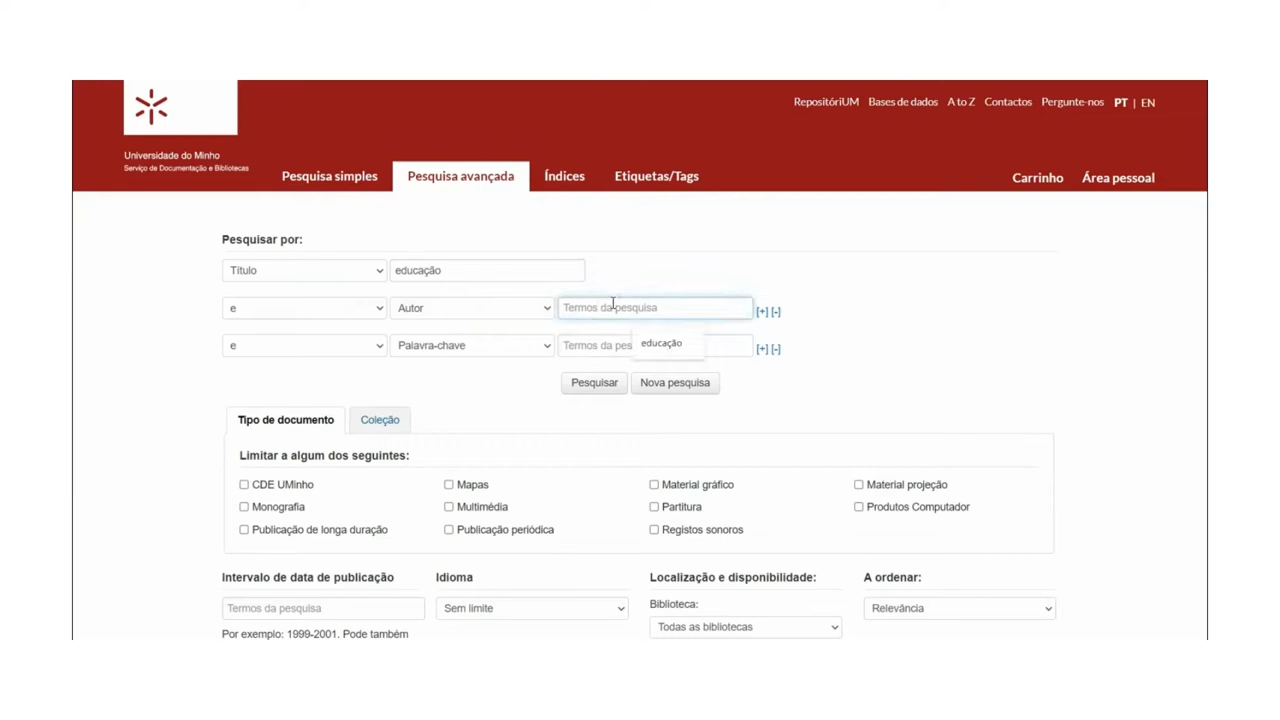 RepositóriUM Bases de dados A to Z Contactos Pergunte-nos PT | EN
Universidade do Minho
Serviço de Documentação e Bibliotecas
Pesquisa simples Pesquisa avançada Índices Etiquetas/Tags Carrinho Área pessoal
Pesquisar por:
Título educação
e Autor Termos da pesquisa [+] [-]
e Palavra-chave Termos da pes educação [+] [-]
Pesquisar Nova pesquisa
Tipo de documento Coleção
Limitar a algum dos seguintes:
CDE UMinho Mapas Material gráfico Material projeção
Monografia Multimédia Partitura Produtos Computador
Publicação de longa duração Publicação periódica Registos sonoros
Intervalo de data de publicação Idioma Localização e disponibilidade: A ordenar:
Termos da pesquisa Sem limite Biblioteca: Relevância
Por exemplo: 1999-2001. Pode também Todas as bibliotecas